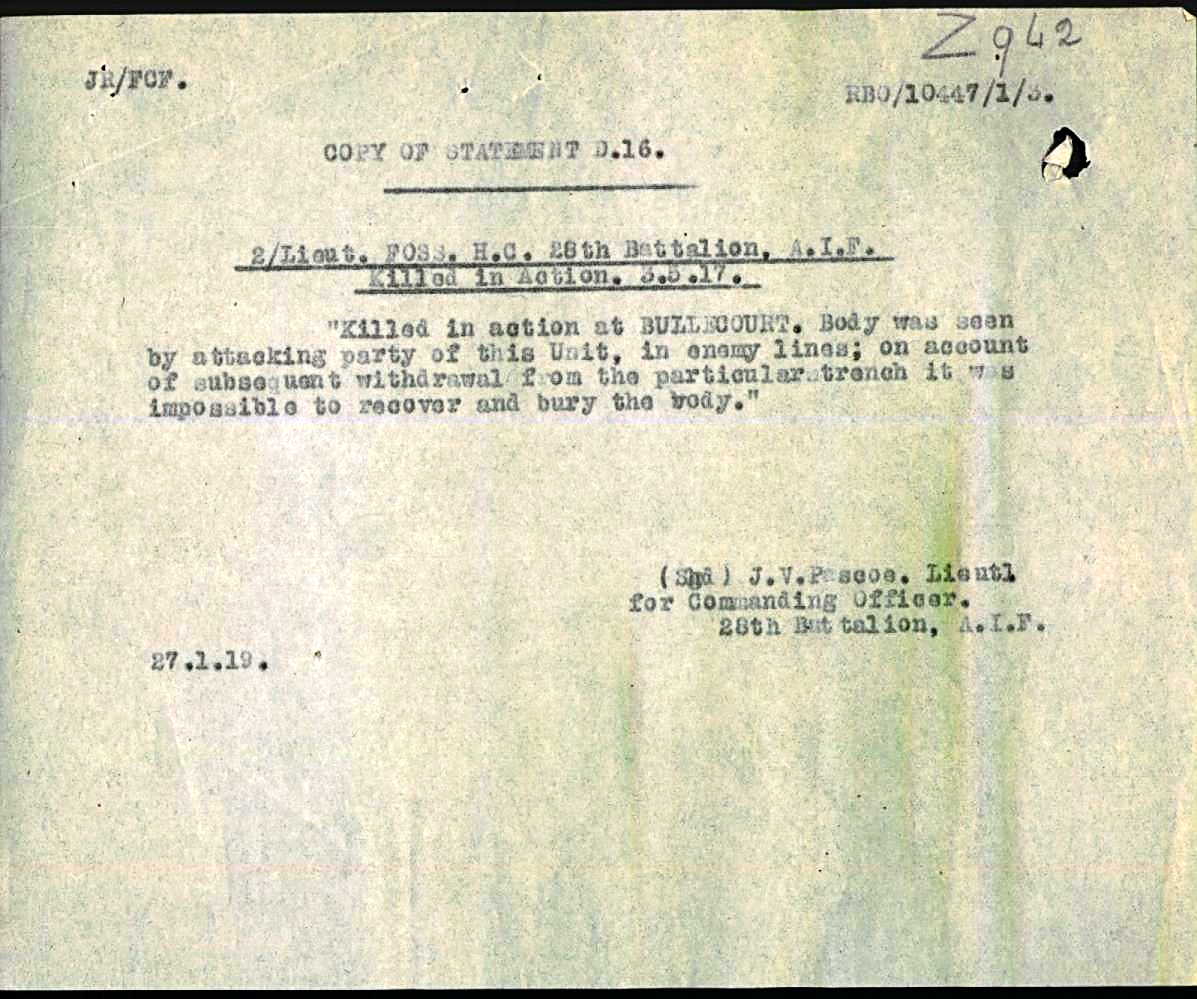 Z 942
JR/FCF.
RBO/10447/1/3.
COPY OF STATEMENT D.16.
2/Lieut. FOSS. H.C. 28th Battalion, A.I.F.
Killed in Action. 3.5.17.
"Killed in action at BULLECOURT. Body was seen
by attacking party of this Unit, in enemy lines; on account
of subsequent withdrawal from the particular trench it was
impossible to recover and bury the body."
(Sgd) J.V.Pascoe. Lieutl
for Commanding Officer.
28th Battalion, A.I.F.
27.1.19.